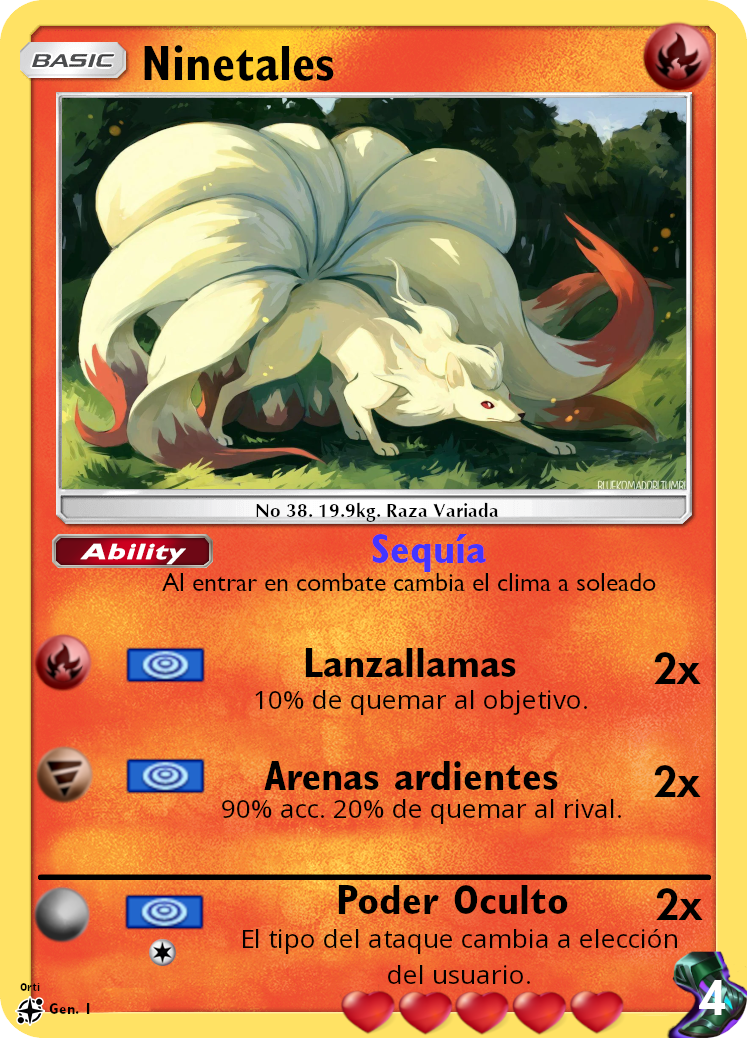 BASIC Ninetales
BLUEKOMADORI.TUMBL
No 38. 19.9kg. Raza Variada
Ability Sequía
Al entrar en combate cambia el clima a soleado
Lanzallamas 2x
10% de quemar al objetivo.
Arenas ardientes 2x
90% acc. 20% de quemar al rival.
Poder Oculto 2x
El tipo del ataque cambia a elección
del usuario.
Orti
Gen. I
4